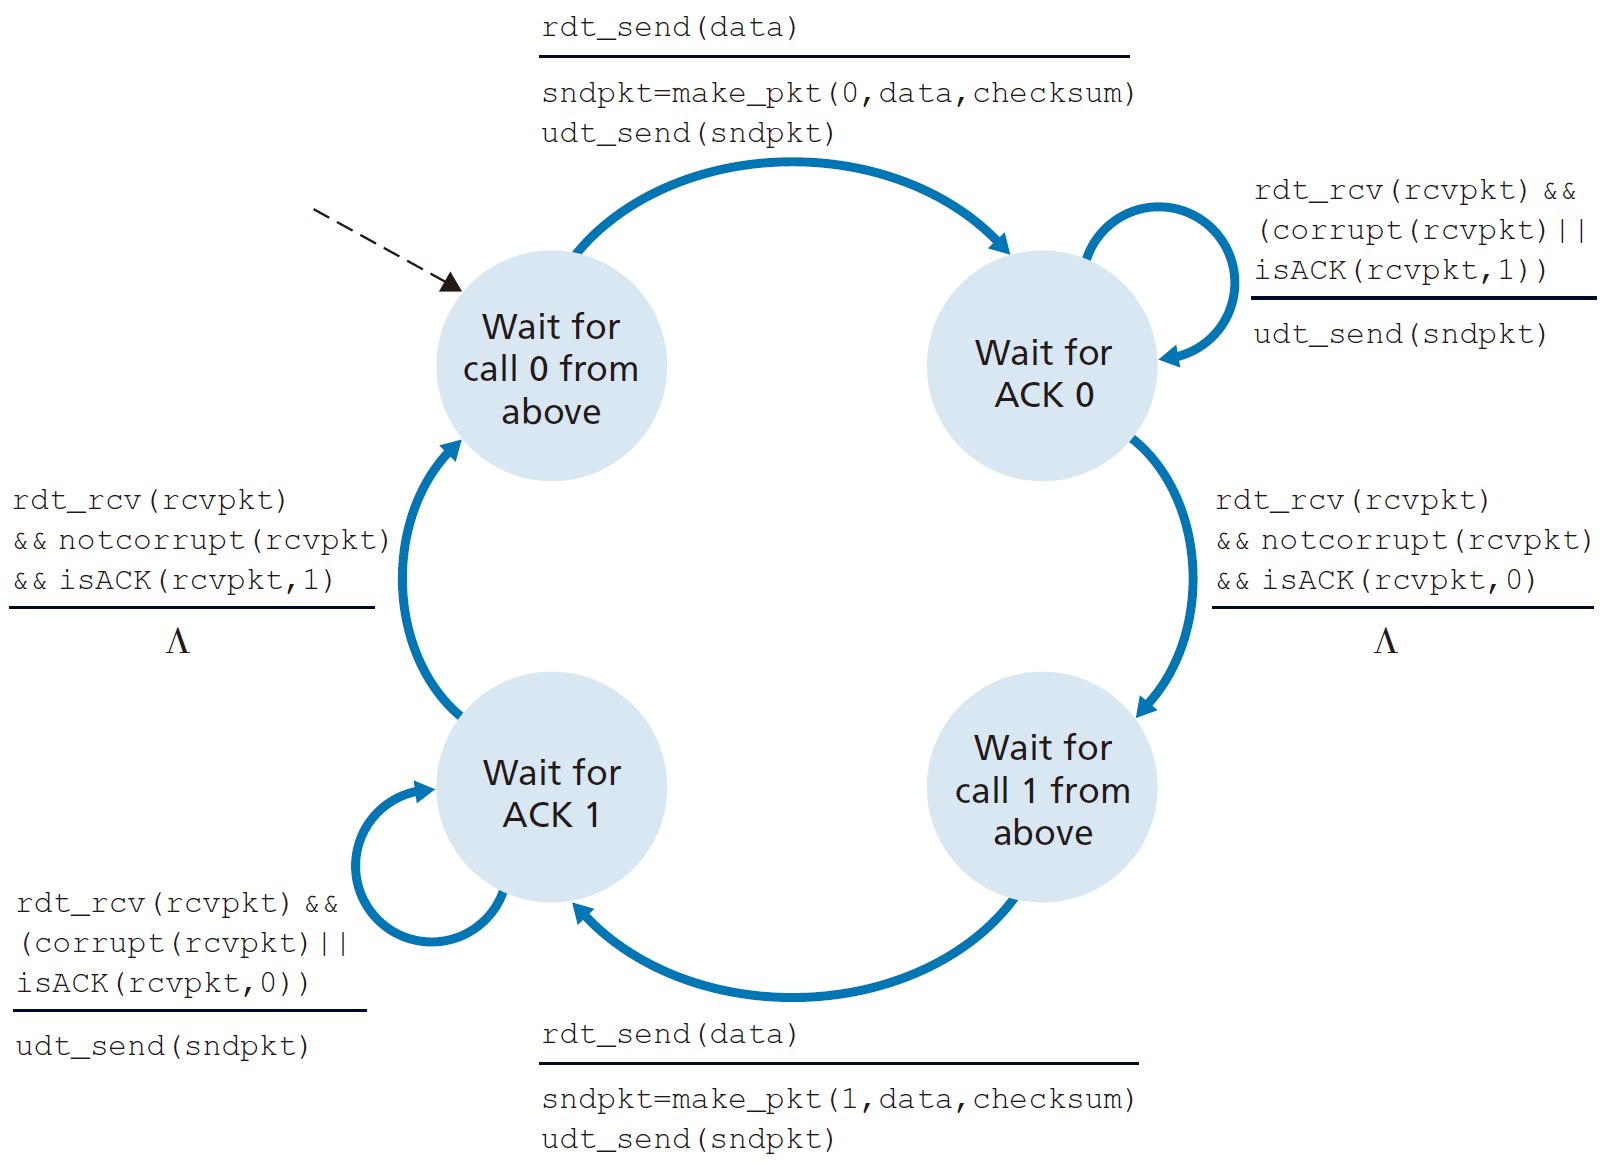 rdt_send(data)
sndpkt=make_pkt(0,data,checksum)
udt_send(sndpkt)
rdt_rcv(rcvpkt) &&
(corrupt(rcvpkt)||
isACK(rcvpkt,1))
udt_send(sndpkt)
Wait for
call 0 from
above
Wait for
ACK 0
rdt_rcv(rcvpkt)
&& notcorrupt(rcvpkt)
&& isACK(rcvpkt,1)
Λ
rdt_rcv(rcvpkt)
&& notcorrupt(rcvpkt)
&& isACK(rcvpkt,0)
Λ
Wait for
ACK 1
Wait for
call 1 from
above
rdt_rcv(rcvpkt) &&
(corrupt(rcvpkt)||
isACK(rcvpkt,0))
udt_send(sndpkt)
rdt_send(data)
sndpkt=make_pkt(1,data,checksum)
udt_send(sndpkt)